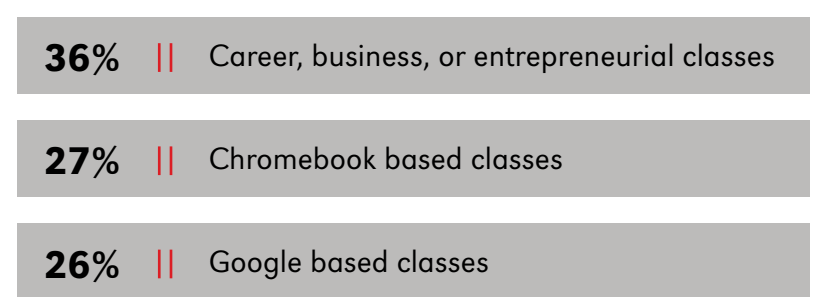 36% || Career, business, or entrepreneurial classes
27% || Chromebook based classes
26% || Google based classes